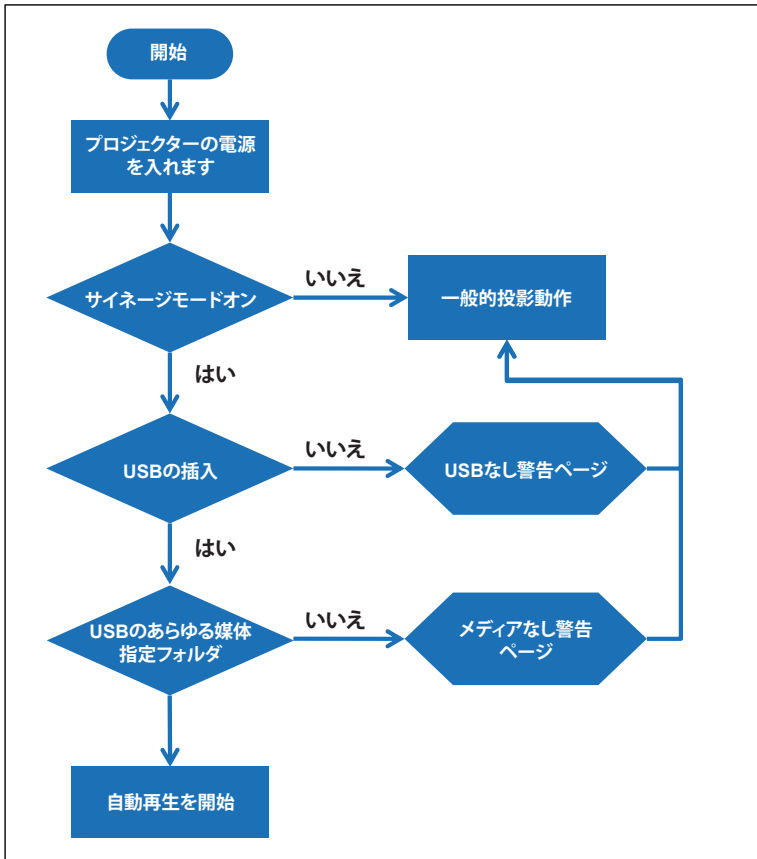 開始
プロジェクターの電源
を入れます
サイネージモードオン
いいえ
一般的投影動作
はい
USBの挿入
いいえ
USBなし警告ページ
はい
USBのあらゆる媒体
指定フォルダ
いいえ
メディアなし警告
ページ
自動再生を開始